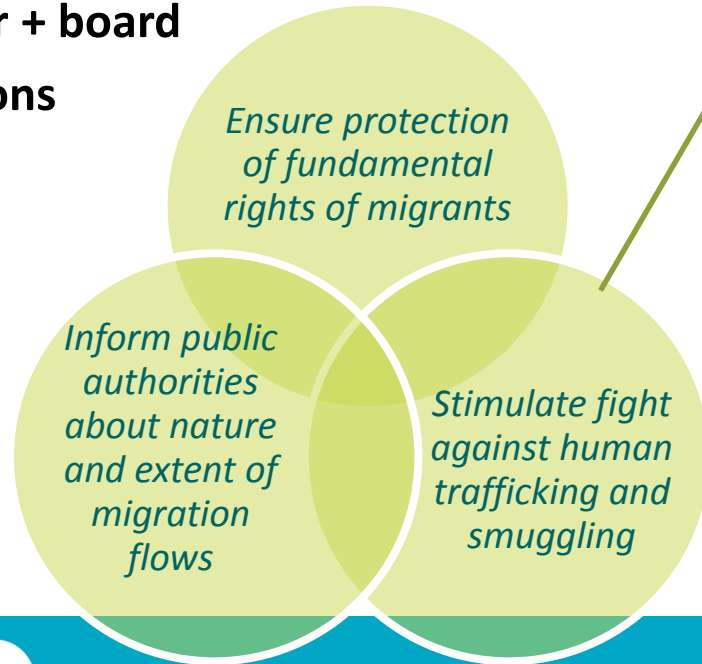 r + board
ons
Ensure protection
of fundamental
rights of migrants
Inform public
authorities
about nature
and extent of
migration
flows
Stimulate fight
against human
trafficking and
smuggling